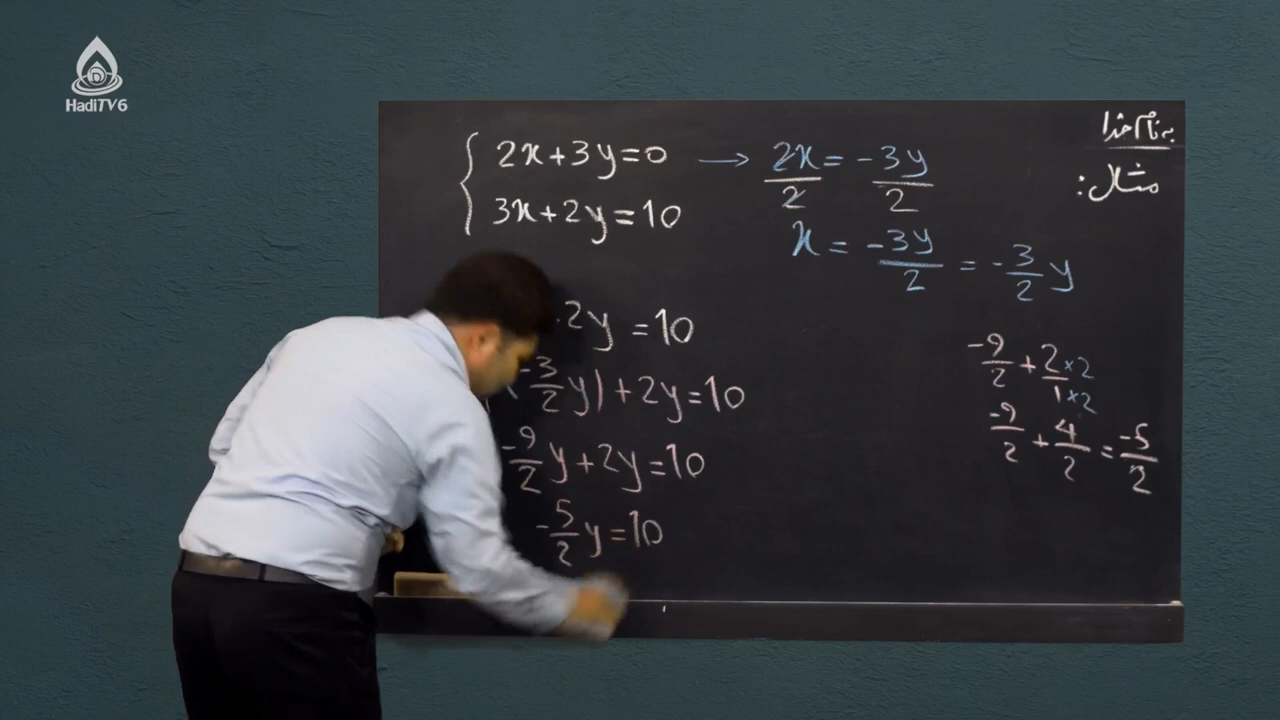 HadiTV6
به نام خدا
مثال:
2x+3y=0 → 2x/2 = -3y/2
3x+2y=10
x = -3y/2 = -3/2 y
2y =10
-3/2 y) + 2y=10
-9/2 y+2y=10
-5/2 y=10
-9/2 + 2×2/1×2
-9/2 + 4/2 = -5/2